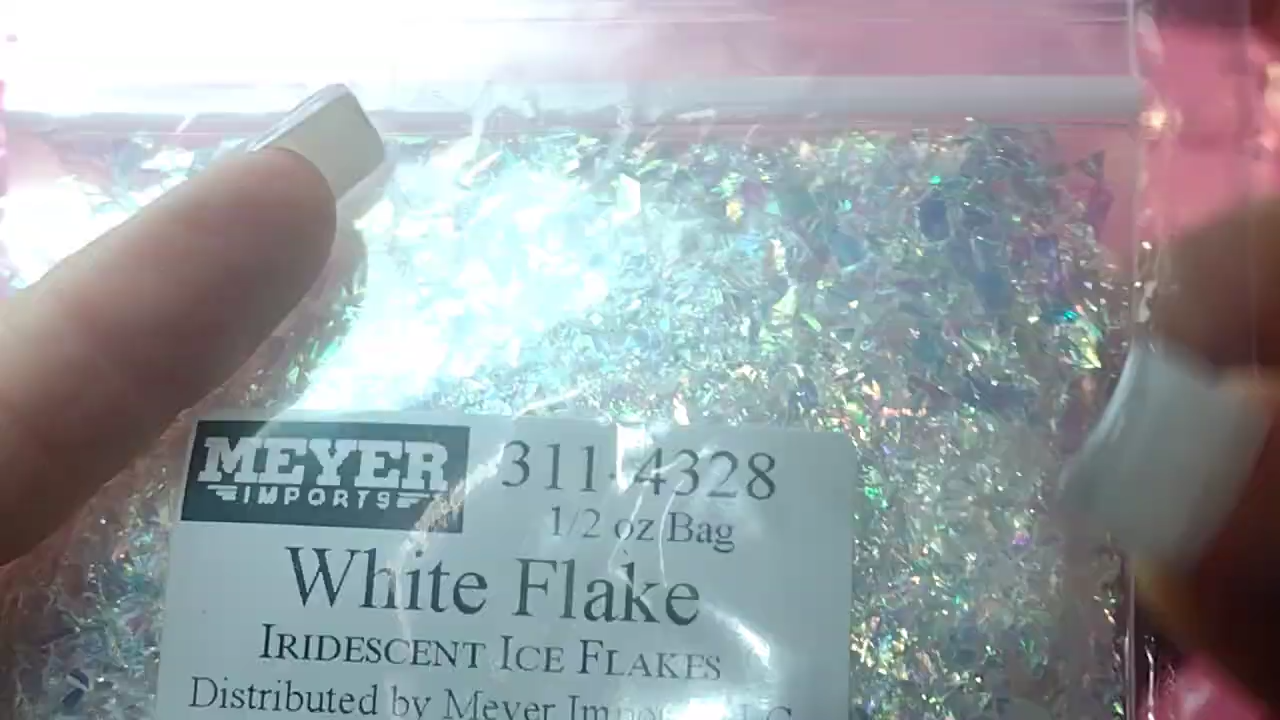 MEYER
IMPORTS
311-4328
1/2 oz Bag
White Flake
IRIDESCENT ICE FLAKES
Distributed by Meyer